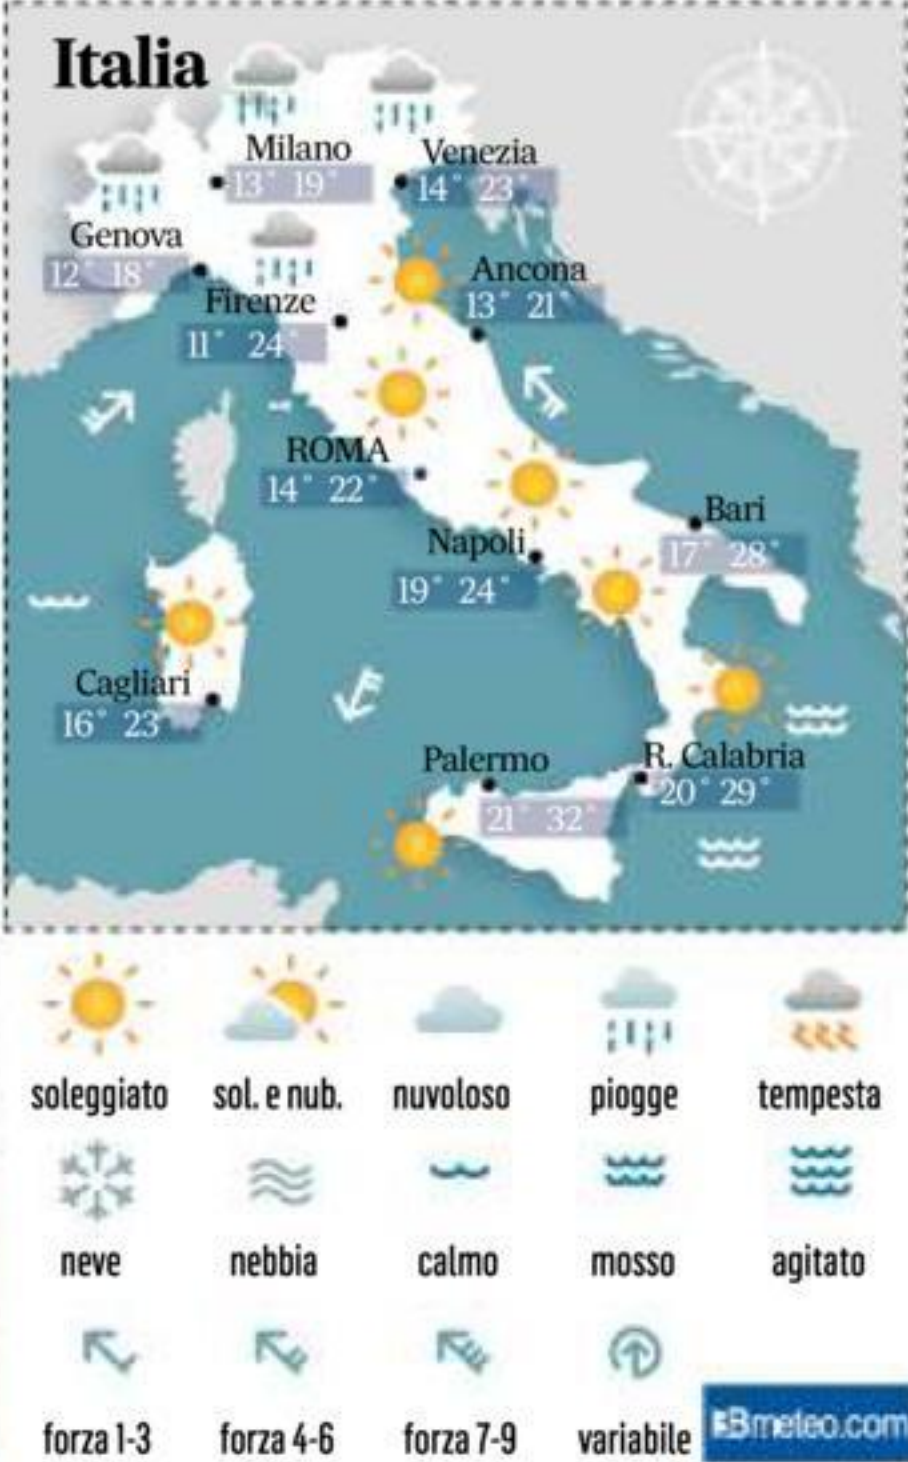 Italia
Milano
13° 19°
Venezia
14° 23°
Genova
12° 18°
Ancona
13° 21°
Firenze
11° 24°
ROMA
14° 22°
Bari
17° 28°
Napoli
19° 24°
Cagliari
16° 23°
Palermo
21° 32°
R. Calabria
20° 29°
soleggiato
sol. e nub.
nuvoloso
piogge
tempesta
neve
nebbia
calmo
mosso
agitato
forza 1-3
forza 4-6
forza 7-9
variabile
3Bmeteo.com